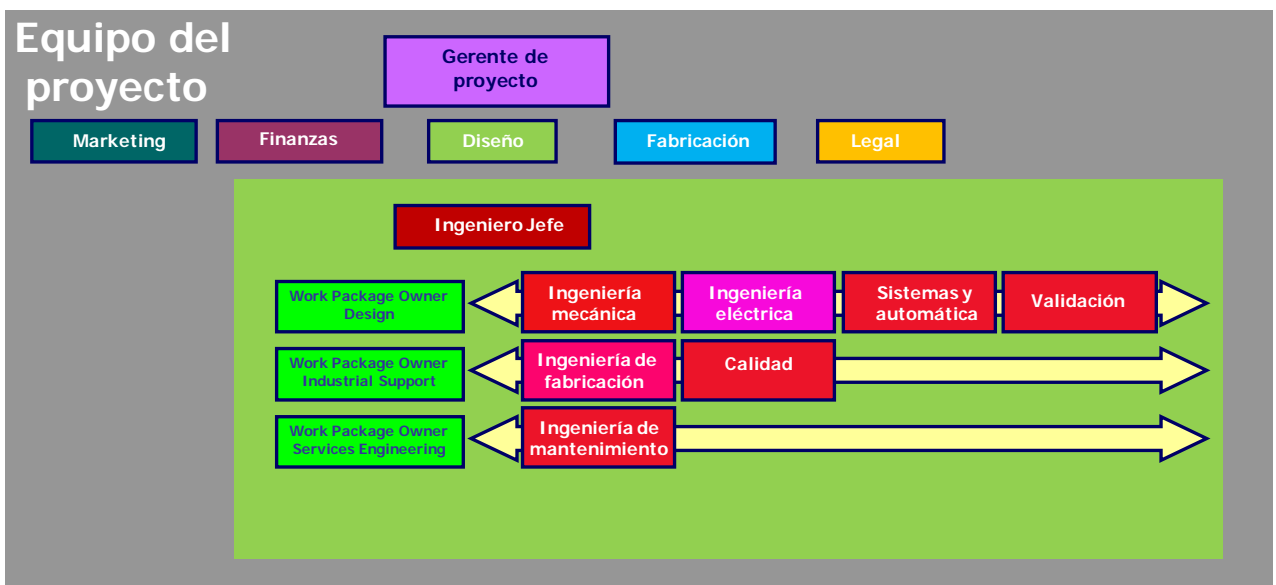 Equipo del
proyecto
Gerente de
proyecto
Marketing
Finanzas
Diseño
Fabricación
Legal
Ingeniero Jefe
Work Package Owner
Design
Ingeniería
mecánica
Ingeniería
eléctrica
Sistemas y
automática
Validación
Work Package Owner
Industrial Support
Ingeniería de
fabricación
Calidad
Work Package Owner
Services Engineering
Ingeniería de
mantenimiento